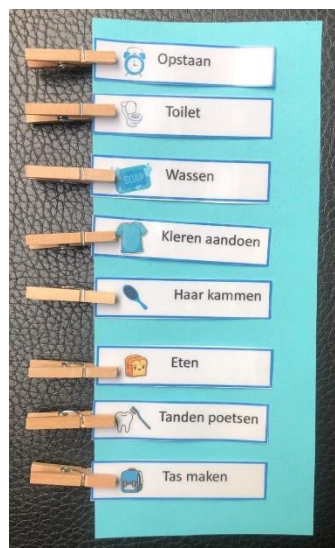 Opstaan
Toilet
SOAP
Wassen
Kleren aandoen
Haar kammen
Eten
Tanden poetsen
Tas maken